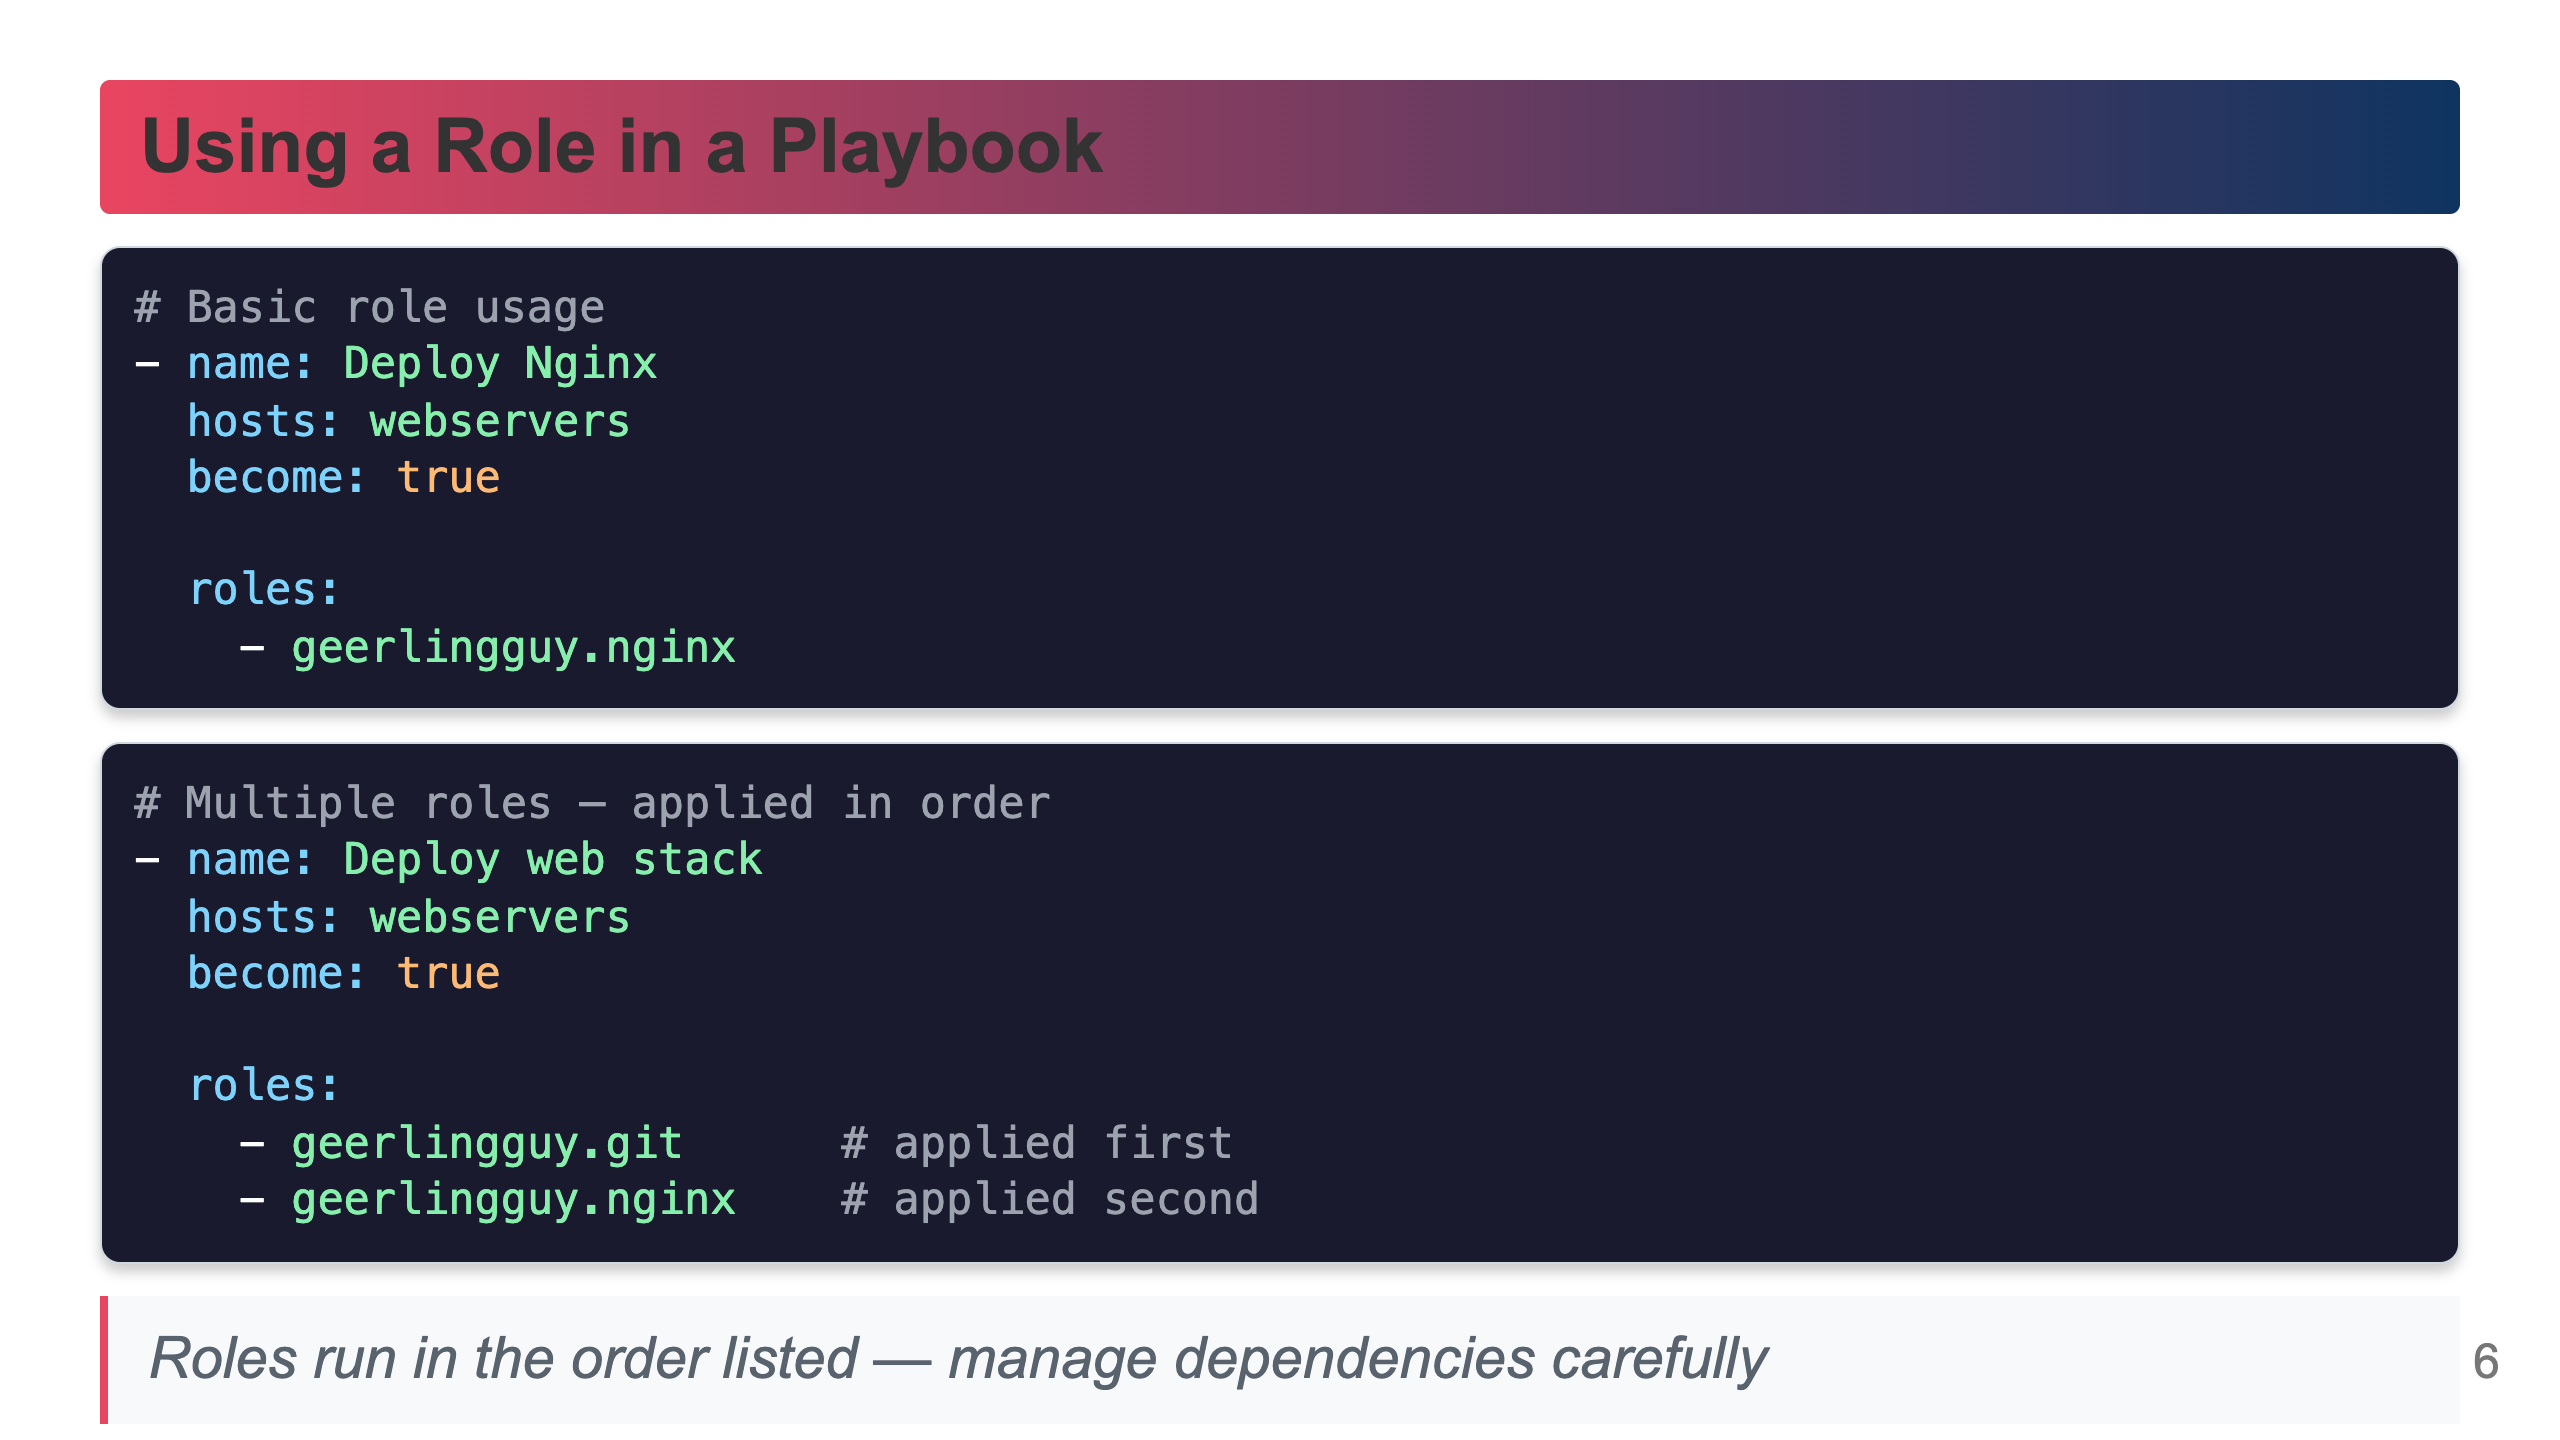 Using a Role in a Playbook
# Basic role usage
- name: Deploy Nginx
  hosts: webservers
  become: true

  roles:
    - geerlingguy.nginx
# Multiple roles — applied in order
- name: Deploy web stack
  hosts: webservers
  become: true

  roles:
    - geerlingguy.git      # applied first
    - geerlingguy.nginx    # applied second
Roles run in the order listed — manage dependencies carefully
6